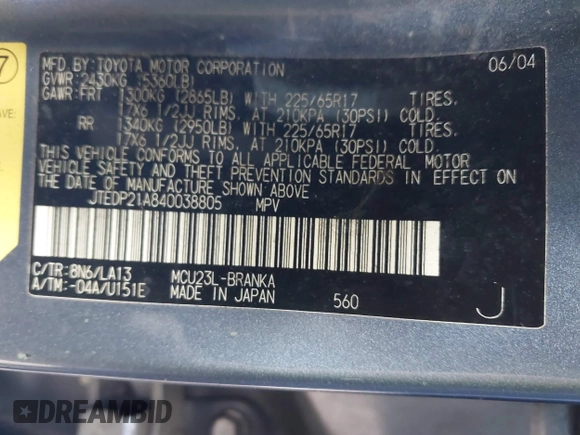 7
AVE:
MFD.BY:TOYOTA MOTOR CORPORATION 06/04
GVWR:2430KG (5360LB)
GAWR:FRT 1300KG (2865LB) WITH 225/65R17 TIRES.
17X6 1/2JJ RIMS. AT 210KPA (30PSI) COLD.
RR 1340KG (2950LB) WITH 225/65R17 TIRES.
17X6 1/2JJ RIMS. AT 210KPA (30PSI) COLD.
THIS VEHICLE CONFORMS TO ALL APPLICABLE FEDERAL MOTOR
VEHICLE SAFETY AND THEFT PREVENTION STANDARDS IN EFFECT ON
THE DATE OF MANUFACTURE SHOWN ABOVE.
JTEDP21A840038805 MPV
C/TR:8N6/LA13 MCU23L-BRANKA
A/TM:-04A/U151E MADE IN JAPAN 560 J
DREAMBID